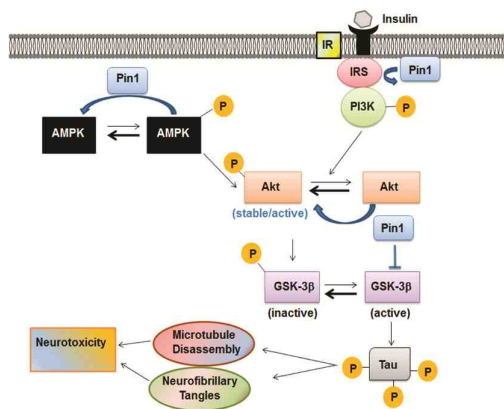 Insulin
IR
IRS
Pin1
Pin1
PI3K
P
P
AMPK
AMPK
P
Akt
Akt
(stable/active)
Pin1
P
GSK-3β
GSK-3β
(inactive)
(active)
Neurotoxicity
Microtubule
Disassembly
Neurofibrillary
Tangles
P
Tau
P
P